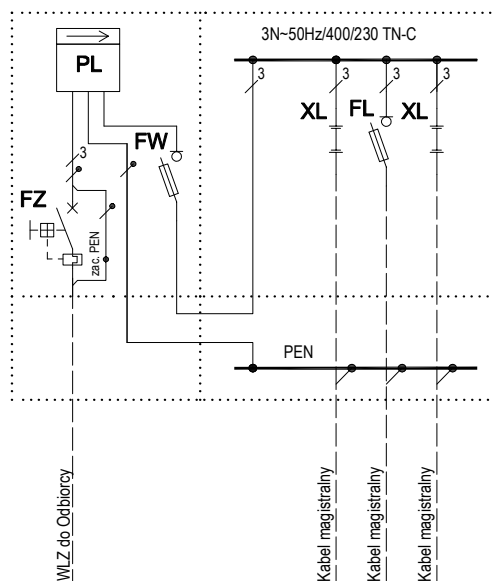 3N~50Hz/400/230 TN-C
PL
3
3
3
3
3
XL
FL
XL
FW
FZ
zac. PEN
PEN
WLZ do Odbiorcy
Kabel magistralny
Kabel magistralny
Kabel magistralny